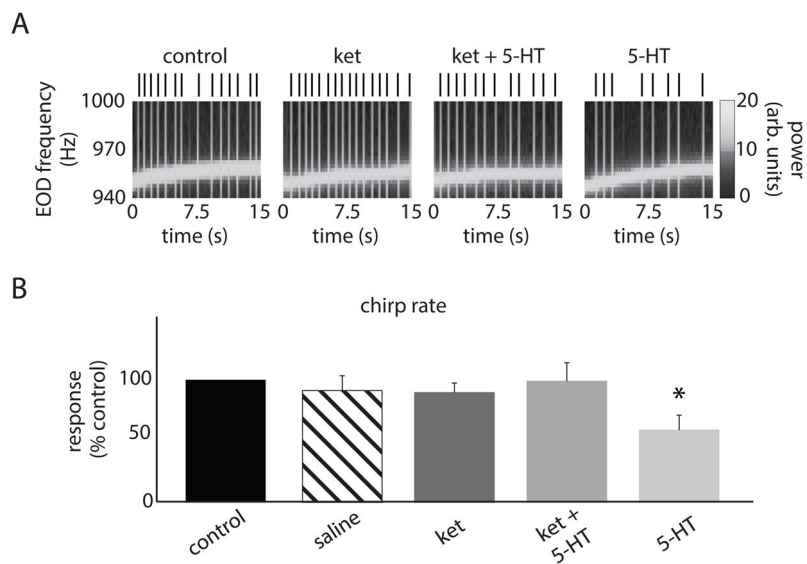 A
control ket ket + 5-HT 5-HT
EOD frequency
(Hz)
1000
970
940
0 7.5 15 0 7.5 15 0 7.5 15 0 7.5 15
time (s) time (s) time (s) time (s)
20
10
0
power
(arb. units)
B
chirp rate
response
(% control)
100
50
0
*
control saline ket ket +
5-HT 5-HT